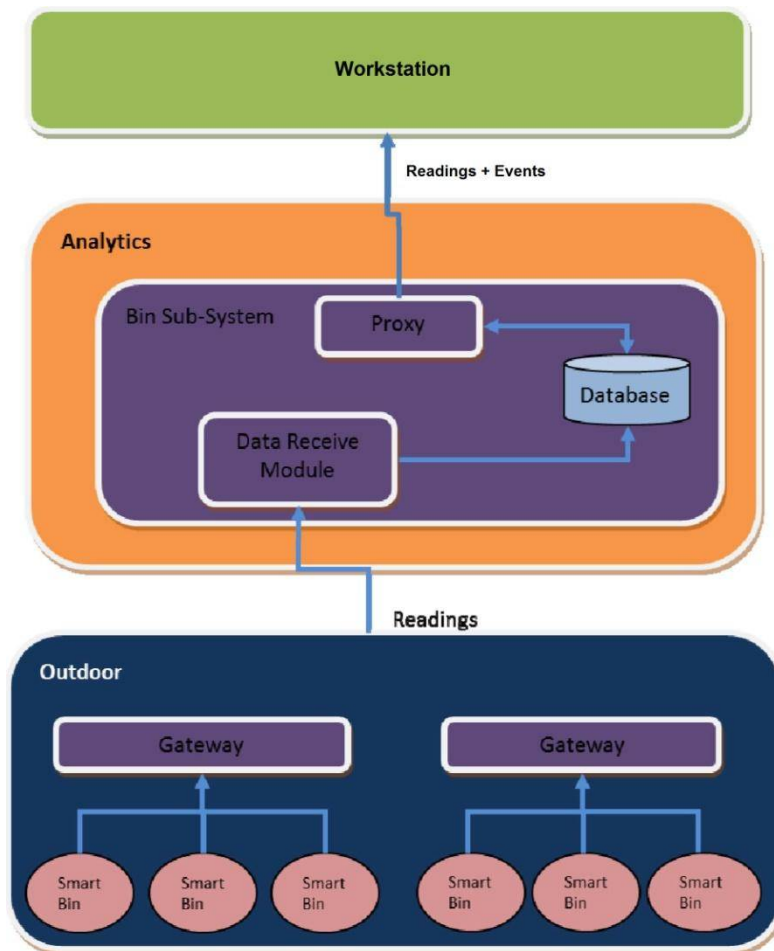 Workstation
Readings + Events
Analytics
Bin Sub-System
Proxy
Database
Data Receive
Module
Readings
Outdoor
Gateway
Gateway
Smart
Bin
Smart
Bin
Smart
Bin
Smart
Bin
Smart
Bin
Smart
Bin